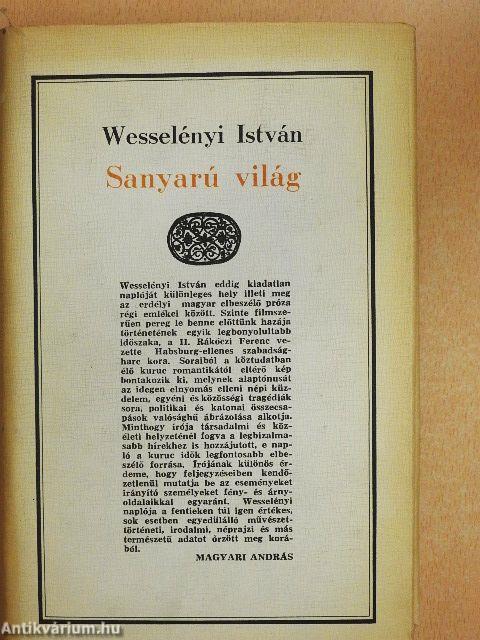 Wesselényi István
Sanyarú világ
Wesselényi István eddig kiadatlan
naplóját különleges hely illeti meg
az erdélyi magyar elbeszélő próza
régi emlékei között. Szinte filmsze-
rűen pereg le benne előttünk hazája
történetének egyik legbonyolultabb
időszaka, a II. Rákóczi Ferenc ve-
zette Habsburg-ellenes szabadság-
harc kora. Soraiból a köztudatban
élő kuruc romantikától eltérő kép
bontakozik ki, melynek alaptónusát
az idegen elnyomás elleni népi küz-
delem, egyéni és közösségi tragédiák
sora, politikai és katonai összecsa-
pások valósághű ábrázolása alkotja.
Minthogy írója társadalmi és köz-
életi helyzeténél fogva a legbizalma-
sabb hírekhez is hozzájutott, e nap-
ló a kuruc idők legfontosabb elbe-
szélő forrása. Írójának különös ér-
deme, hogy feljegyzéseiben kendő-
zetlenül mutatja be az eseményeket
irányító személyeket fény- és árny-
oldalaikkal egyaránt. Wesselényi
naplója a fentieken túl igen értékes,
sok esetben egyedülálló művészet-
történeti, irodalmi, néprajzi és más
természetű adatot őrzött meg korá-
ból.
MAGYARI ANDRÁS
Antikvárium.hu